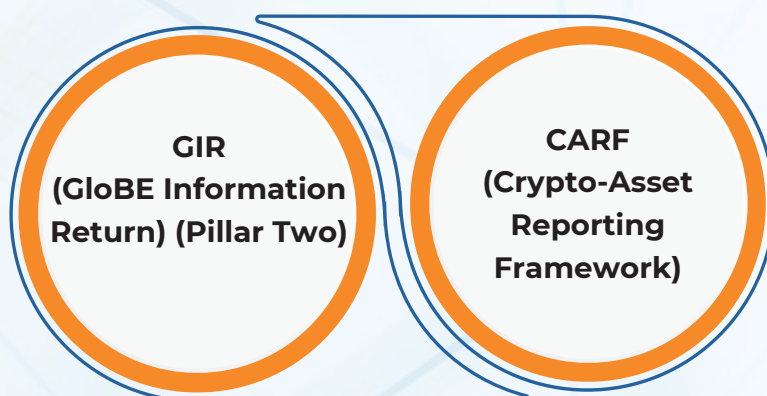 GIR
(GloBE Information
Return) (Pillar Two)
CARF
(Crypto-Asset
Reporting
Framework)